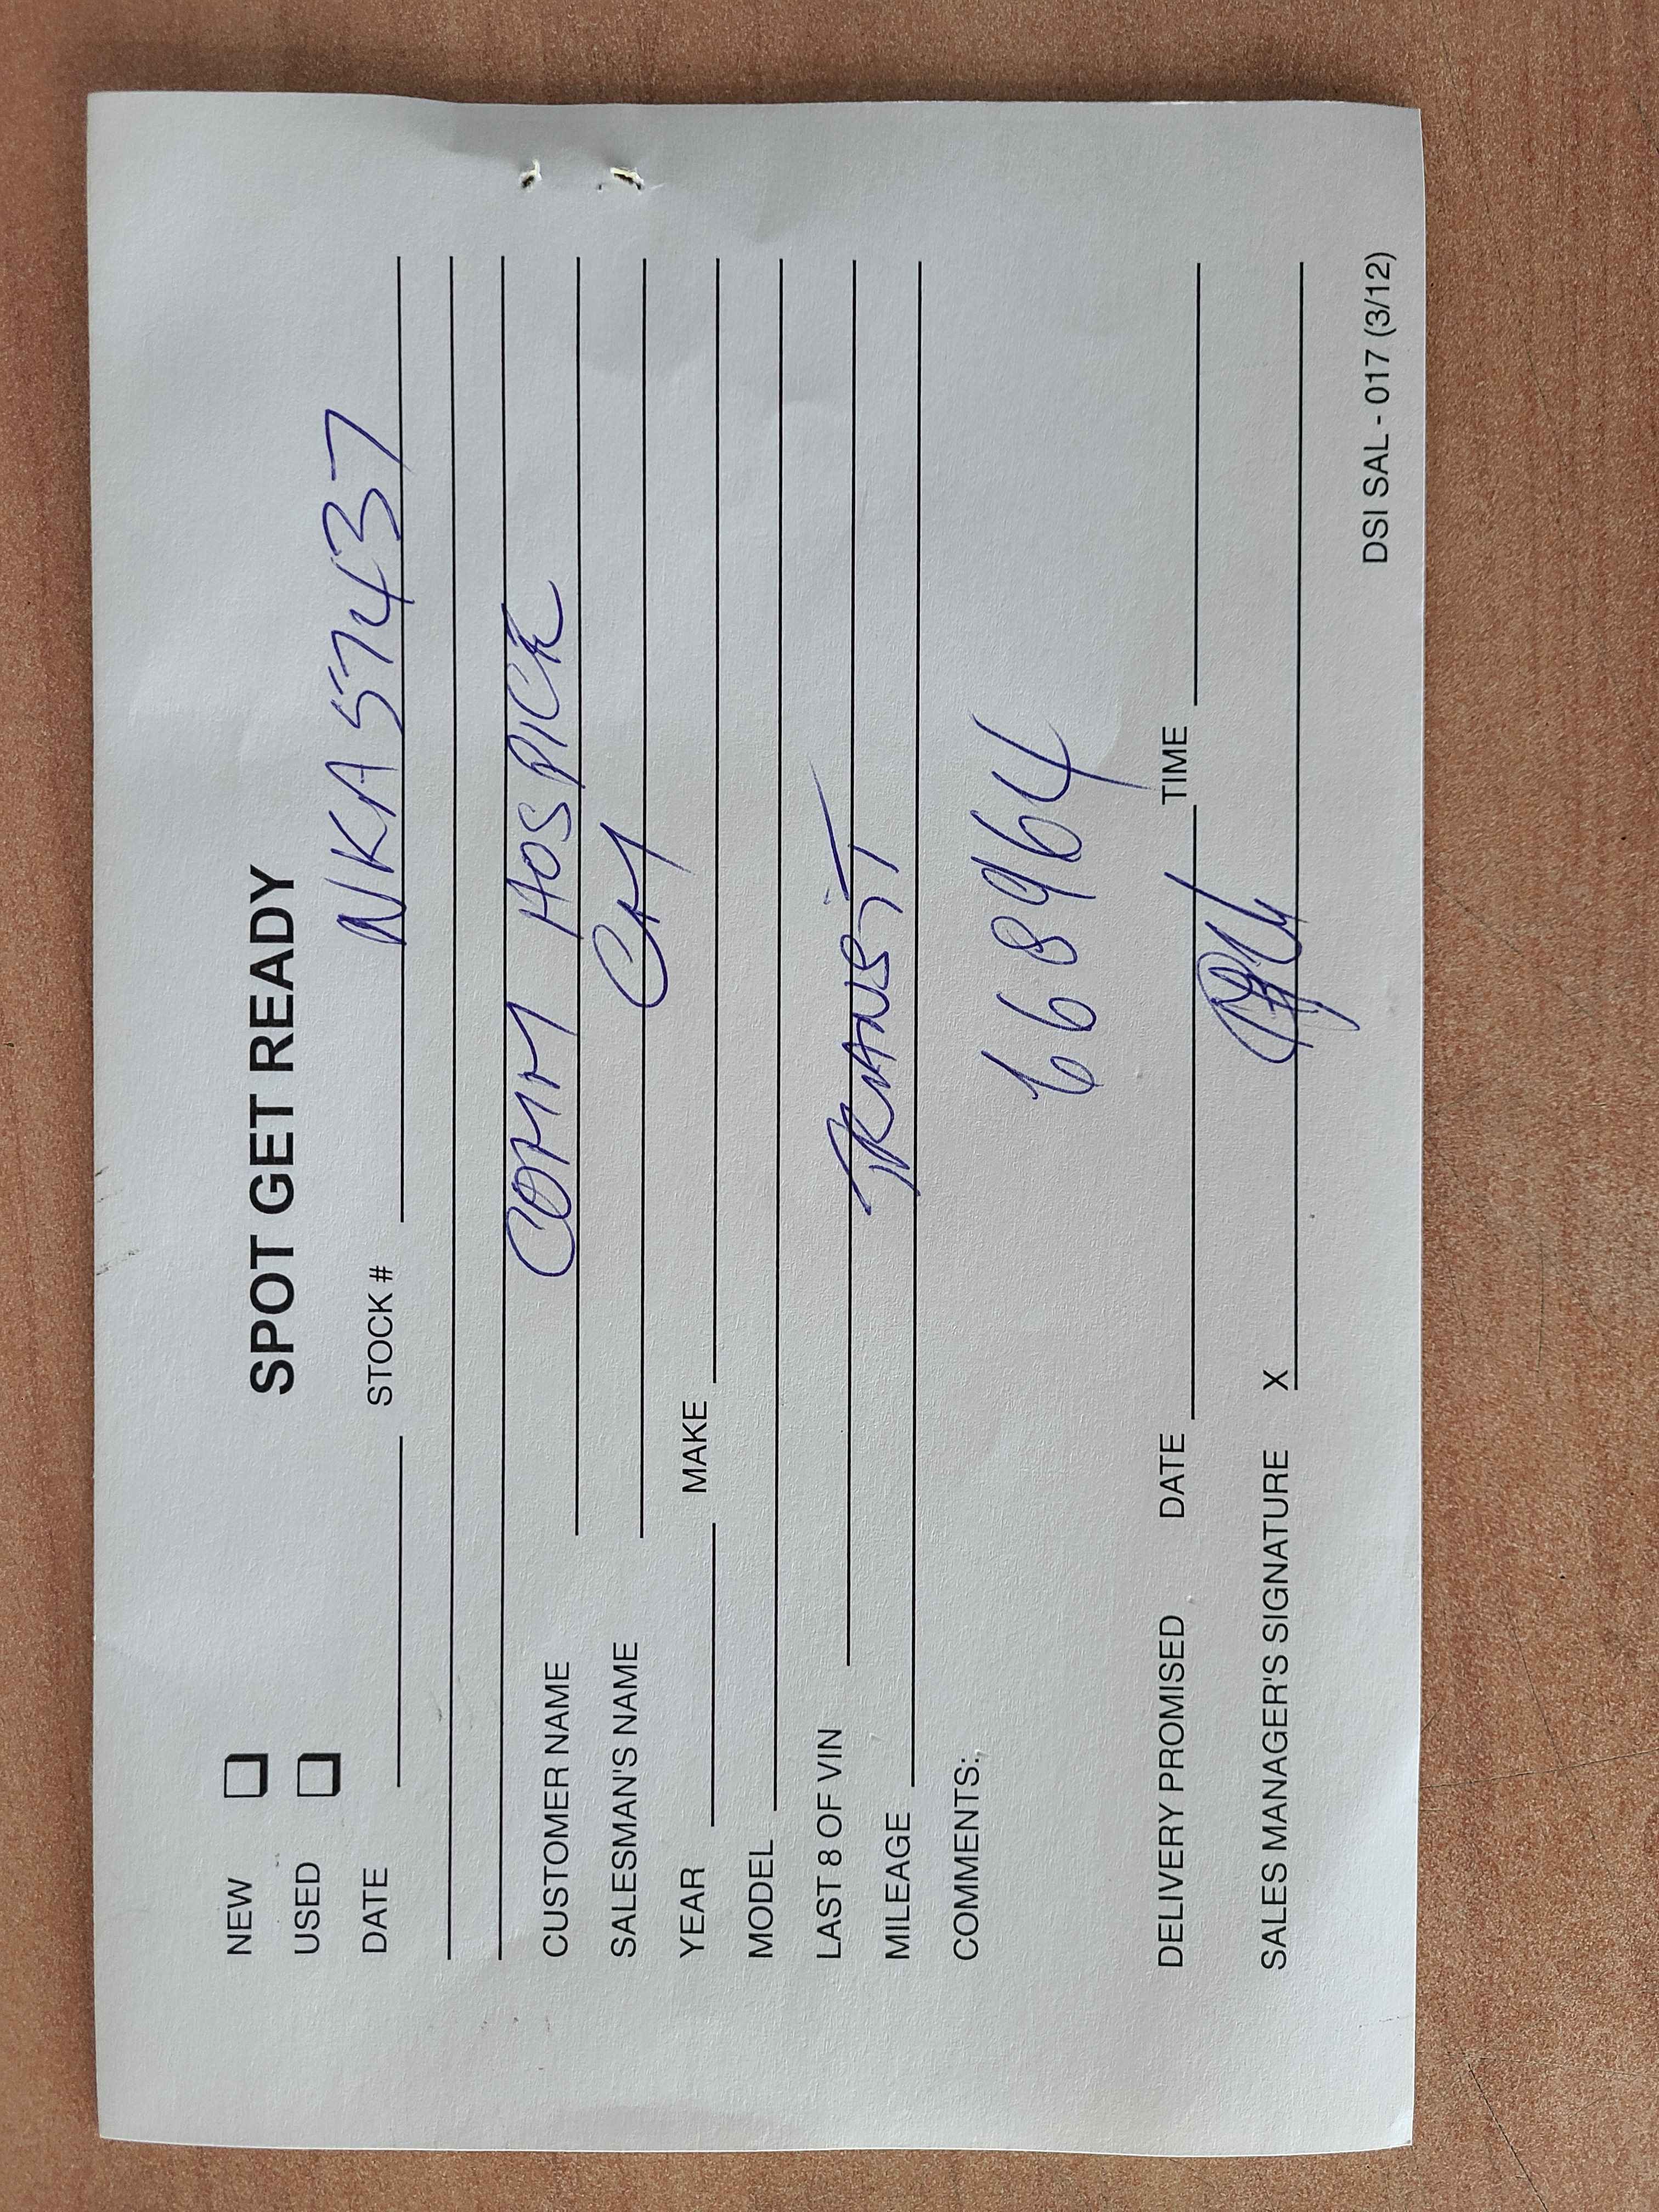 SPOT GET READY
NEW
USED
DATE STOCK # NKA57437
CUSTOMER NAME COMM HOSPICE
SALESMAN'S NAME CM
YEAR MAKE
MODEL
LAST 8 OF VIN
MILEAGE TRANSIT
COMMENTS:
668964
DELIVERY PROMISED DATE TIME
SALES MANAGER'S SIGNATURE X
DSI SAL - 017 (3/12)